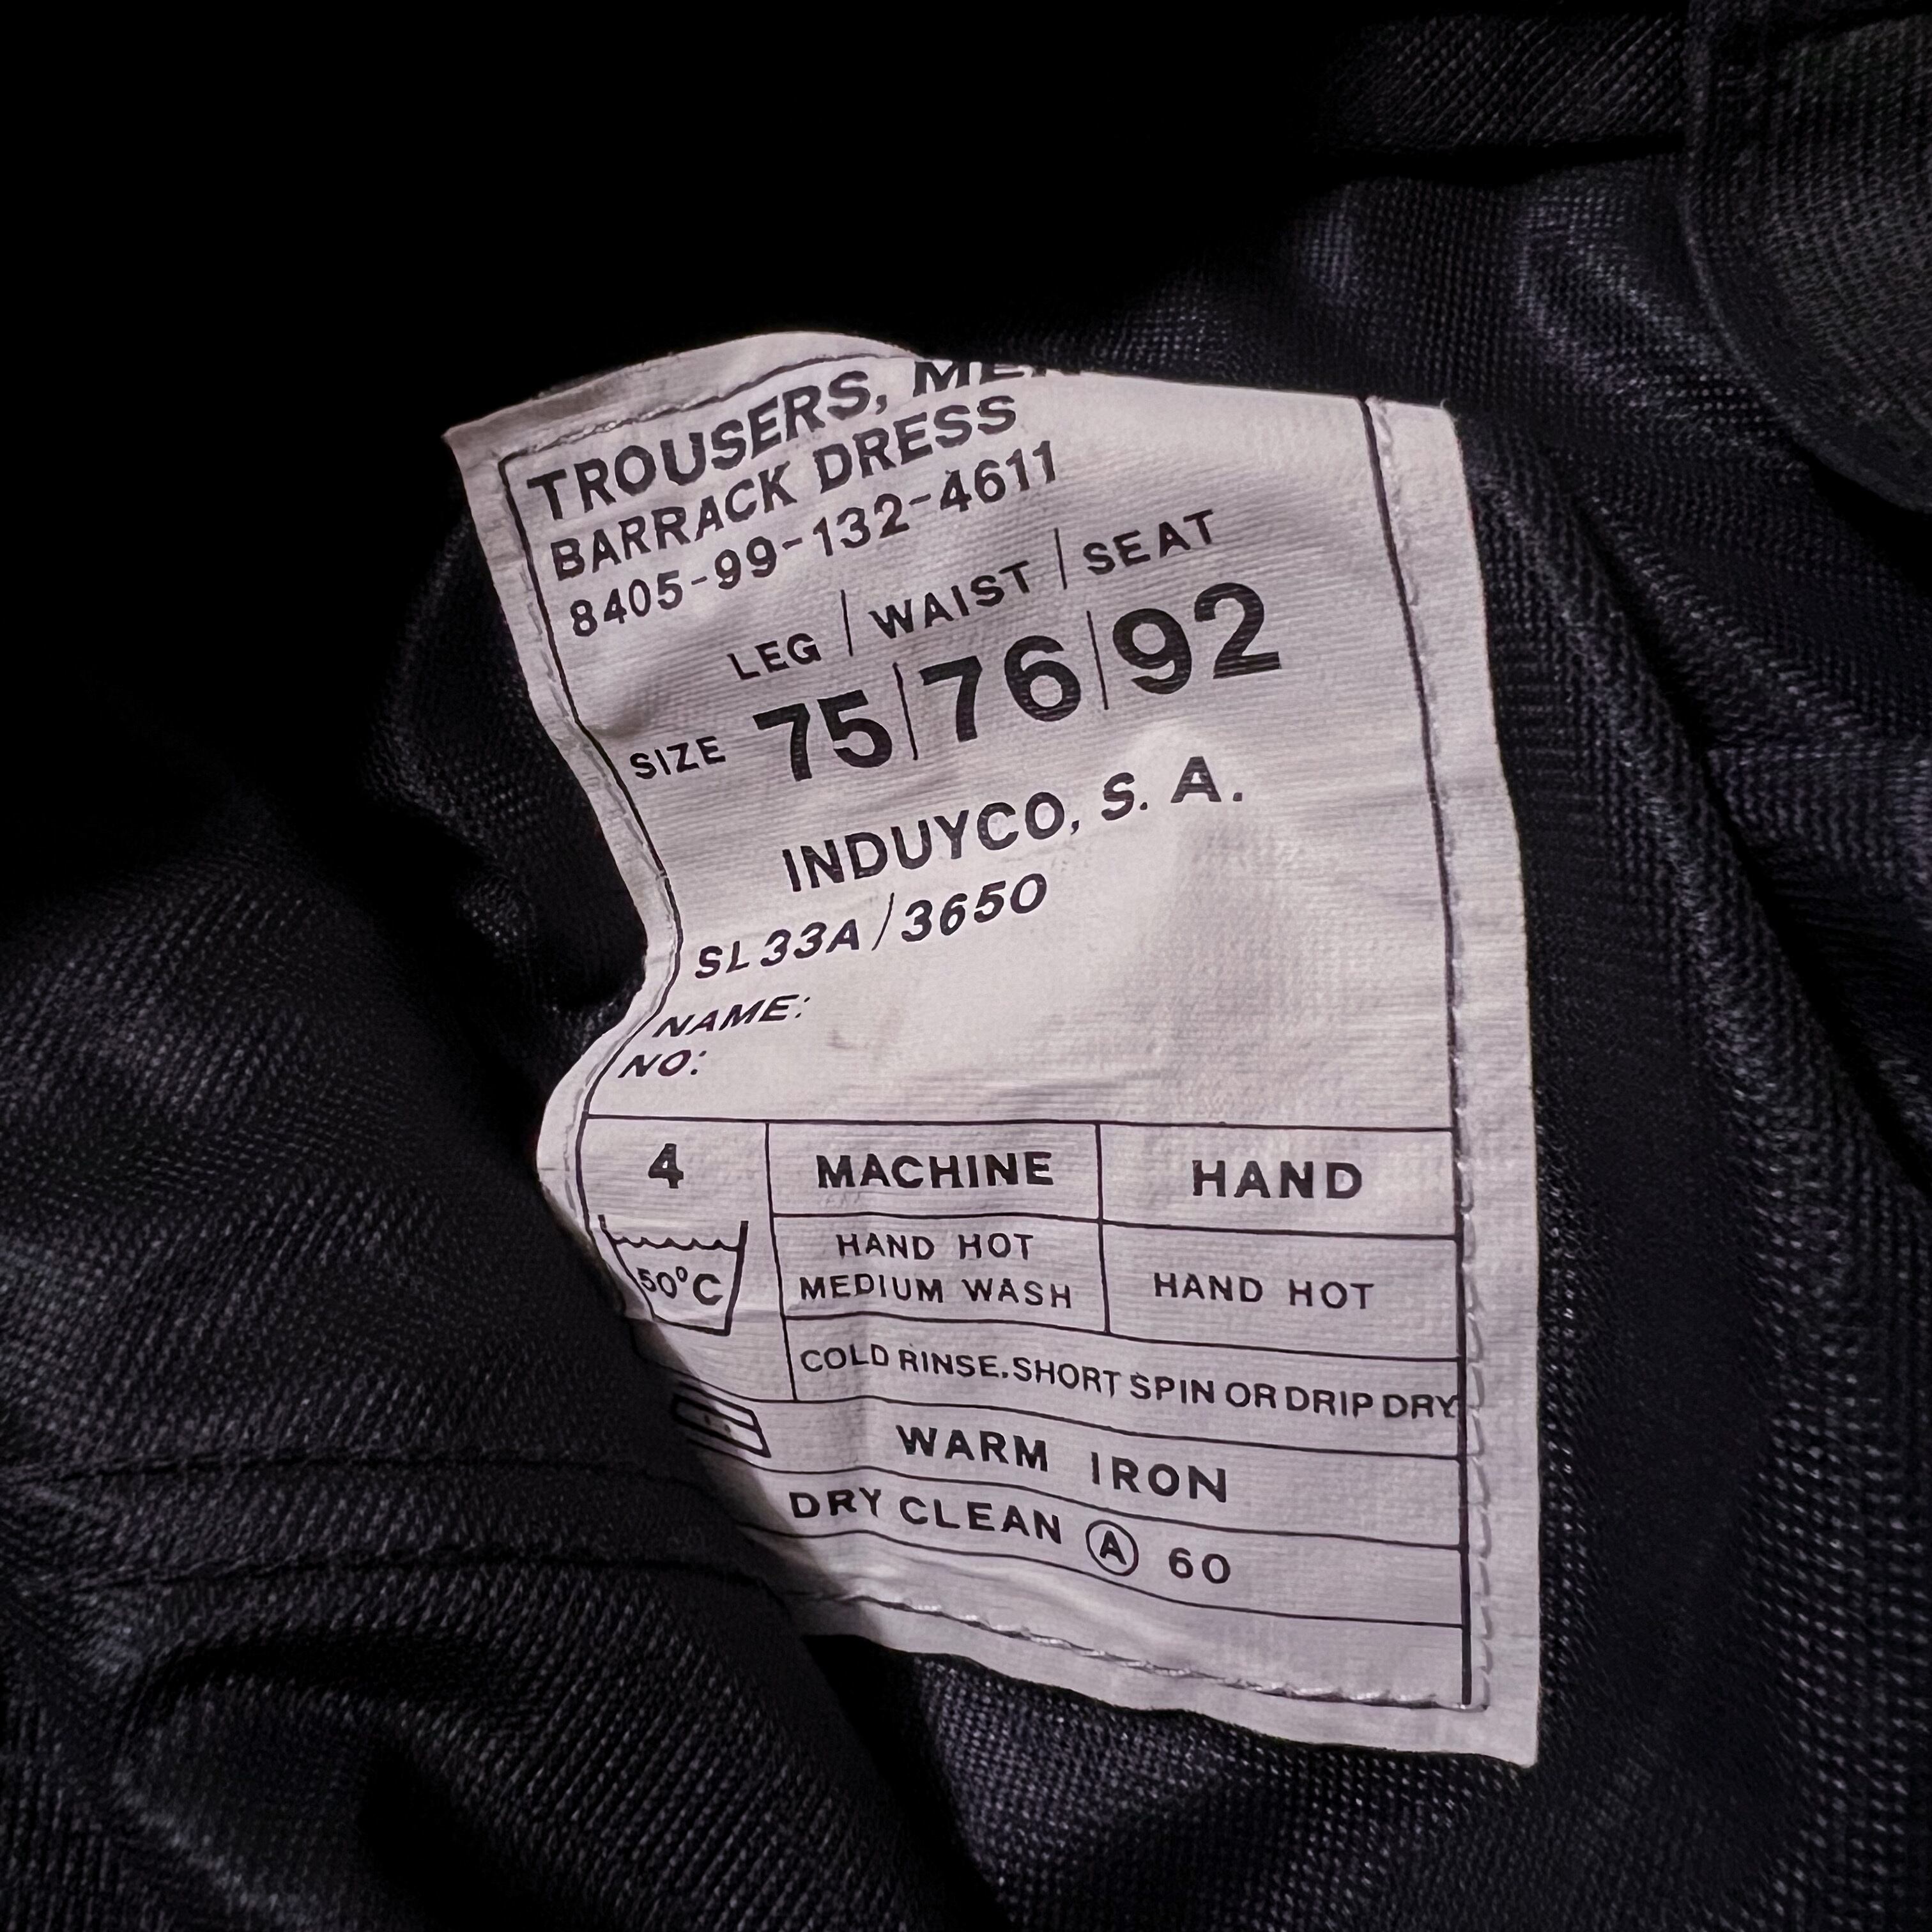 TROUSERS, MEN
BARRACK DRESS
8405-99-132-4611
LEG / WAIST / SEAT
SIZE 75 | 76 | 92
INDUYCO, S. A.
SL33A/3650
NAME:
NO:
4 MACHINE HAND
50°C HAND HOT
MEDIUM WASH HAND HOT
COLD RINSE. SHORT SPIN OR DRIP DRY
WARM IRON
DRY CLEAN Ⓐ 60